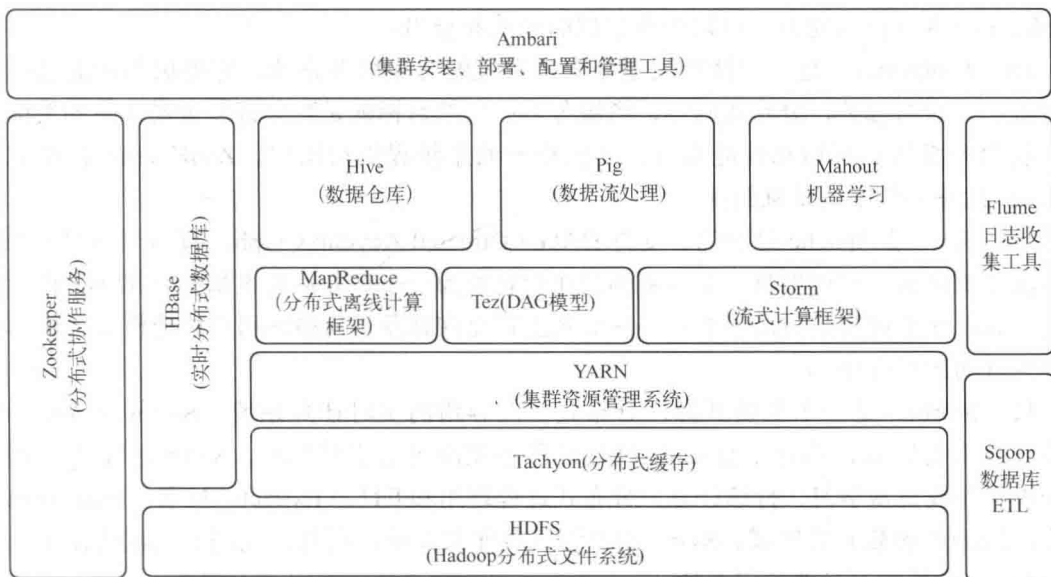 Ambari
(集群安装、部署、配置和管理工具)
Zookeeper
(分布式协作服务)
HBase
(实时分布式数据库)
Hive
(数据仓库)
Pig
(数据流处理)
Mahout
机器学习
Flume
日志收
集工具
MapReduce
(分布式离线计算
框架)
Tez(DAG模型)
Storm
(流式计算框架)
YARN
(集群资源管理系统)
Tachyon(分布式缓存)
Sqoop
数据库
ETL
HDFS
(Hadoop分布式文件系统)